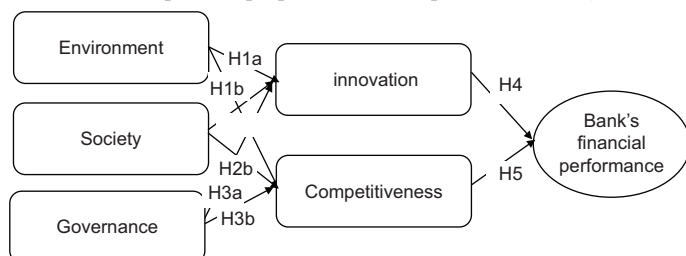 Environment
Society
Governance
H1a
H1b
H2b
H3a
H3b
innovation
Competitiveness
H4
H5
Bank's
financial
performance